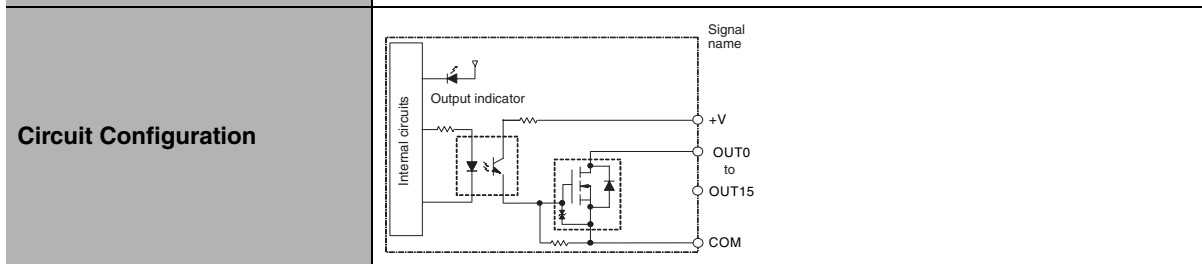 Circuit Configuration
Signal
name
Internal circuits
Output indicator
+V
OUT0
to
OUT15
COM